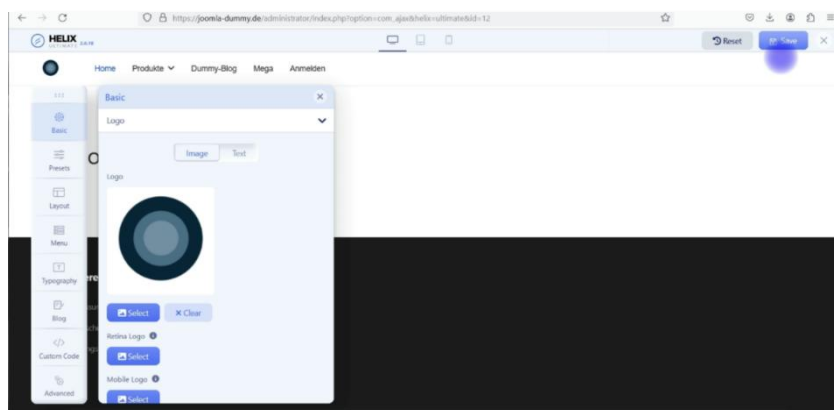 https://joomla-dummy.de/administrator/index.php?option=com_ajax&helix=ultimate&id=12
HELIX
ULTIMATE
Reset
Save
Home Produkte Dummy-Blog Mega Anmelden
Basic
Logo
Image Text
Logo
Select Clear
Retina Logo
Select
Mobile Logo
Select
Basic
Presets
Layout
Menu
Typography
Blog
Custom Code
Advanced